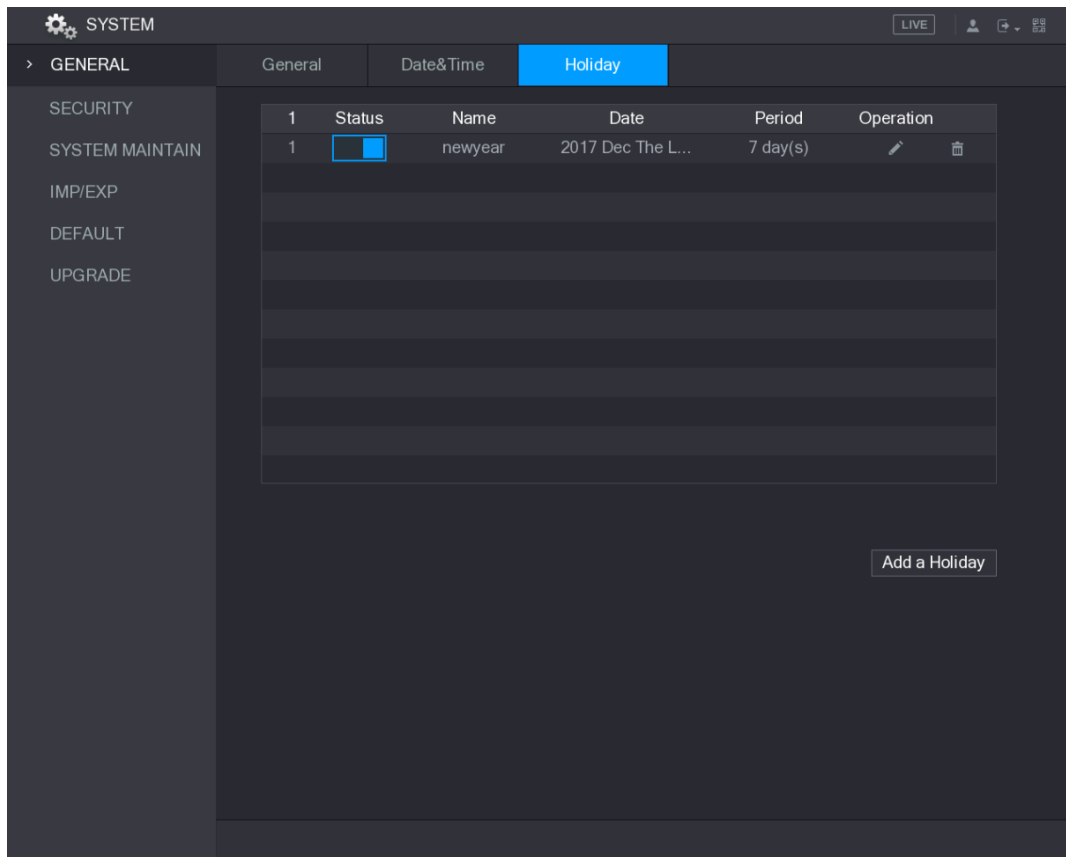 SYSTEM
LIVE
GENERAL
General
Date&Time
Holiday
SECURITY
SYSTEM MAINTAIN
IMP/EXP
DEFAULT
UPGRADE
1 Status Name Date Period Operation
1 newyear 2017 Dec The L... 7 day(s)
Add a Holiday